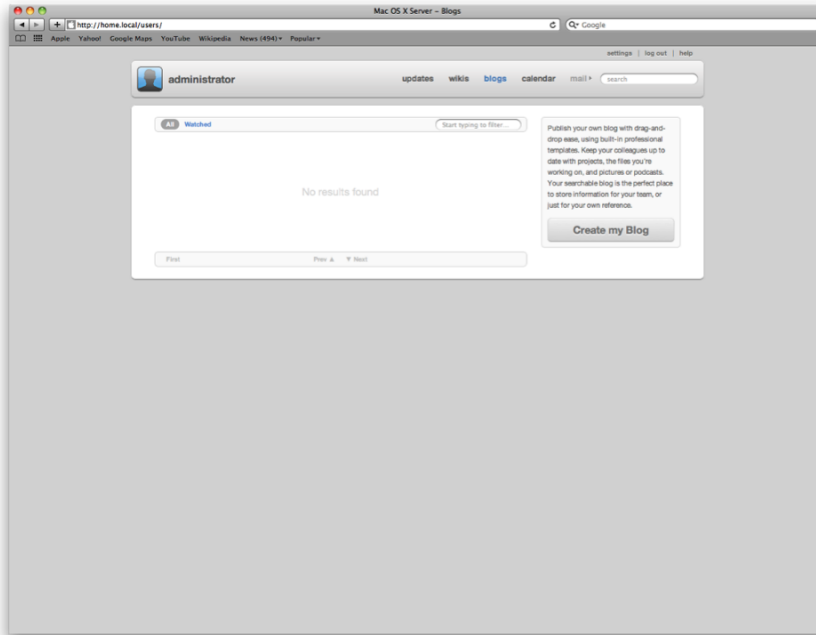 Mac OS X Server – Blogs
http://home.local/users/
Google
Apple Yahoo! Google Maps YouTube Wikipedia News (494) Popular
settings | log out | help
administrator
updates wikis blogs calendar mail search
All Watched
Start typing to filter...
No results found
First Prev ▲ ▼ Next
Publish your own blog with drag-and-
drop ease, using built-in professional
templates. Keep your colleagues up to
date with projects, the files you're
working on, and pictures or podcasts.
Your searchable blog is the perfect place
to store information for your team, or
just for your own reference.
Create my Blog